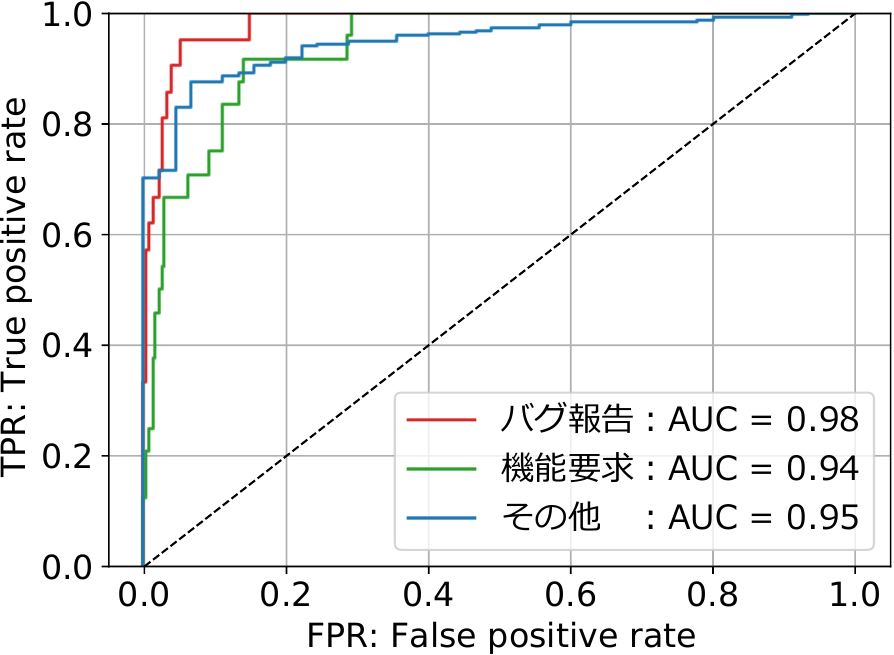 1.0
0.8
0.6
0.4
0.2
0.0
TPR: True positive rate
バグ報告 : AUC = 0.98
機能要求 : AUC = 0.94
その他 : AUC = 0.95
0.0 0.2 0.4 0.6 0.8 1.0
FPR: False positive rate